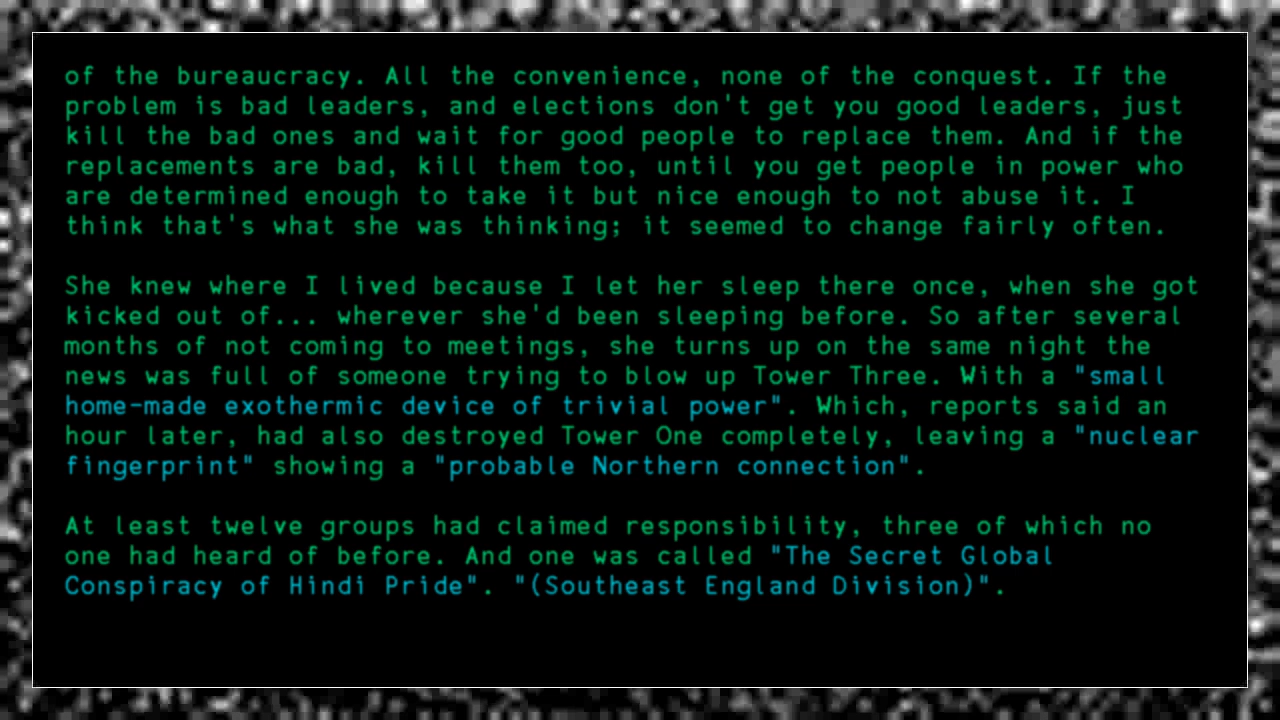 of the bureaucracy. All the convenience, none of the conquest. If the
problem is bad leaders, and elections don't get you good leaders, just
kill the bad ones and wait for good people to replace them. And if the
replacements are bad, kill them too, until you get people in power who
are determined enough to take it but nice enough to not abuse it. I
think that's what she was thinking; it seemed to change fairly often.
She knew where I lived because I let her sleep there once, when she got
kicked out of... wherever she'd been sleeping before. So after several
months of not coming to meetings, she turns up on the same night the
news was full of someone trying to blow up Tower Three. With a "small
home-made exothermic device of trivial power". Which, reports said an
hour later, had also destroyed Tower One completely, leaving a "nuclear
fingerprint" showing a "probable Northern connection".
At least twelve groups had claimed responsibility, three of which no
one had heard of before. And one was called "The Secret Global
Conspiracy of Hindi Pride". "(Southeast England Division)".